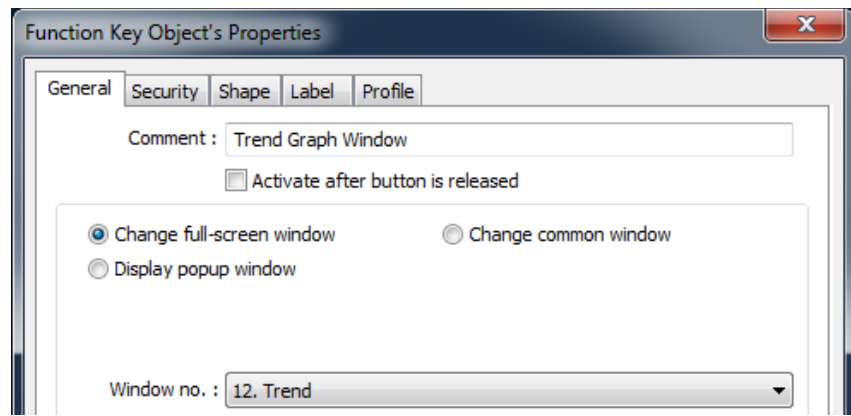 Function Key Object's Properties
General Security Shape Label Profile
Comment : Trend Graph Window
Activate after button is released
Change full-screen window Change common window
Display popup window
Window no. : 12. Trend